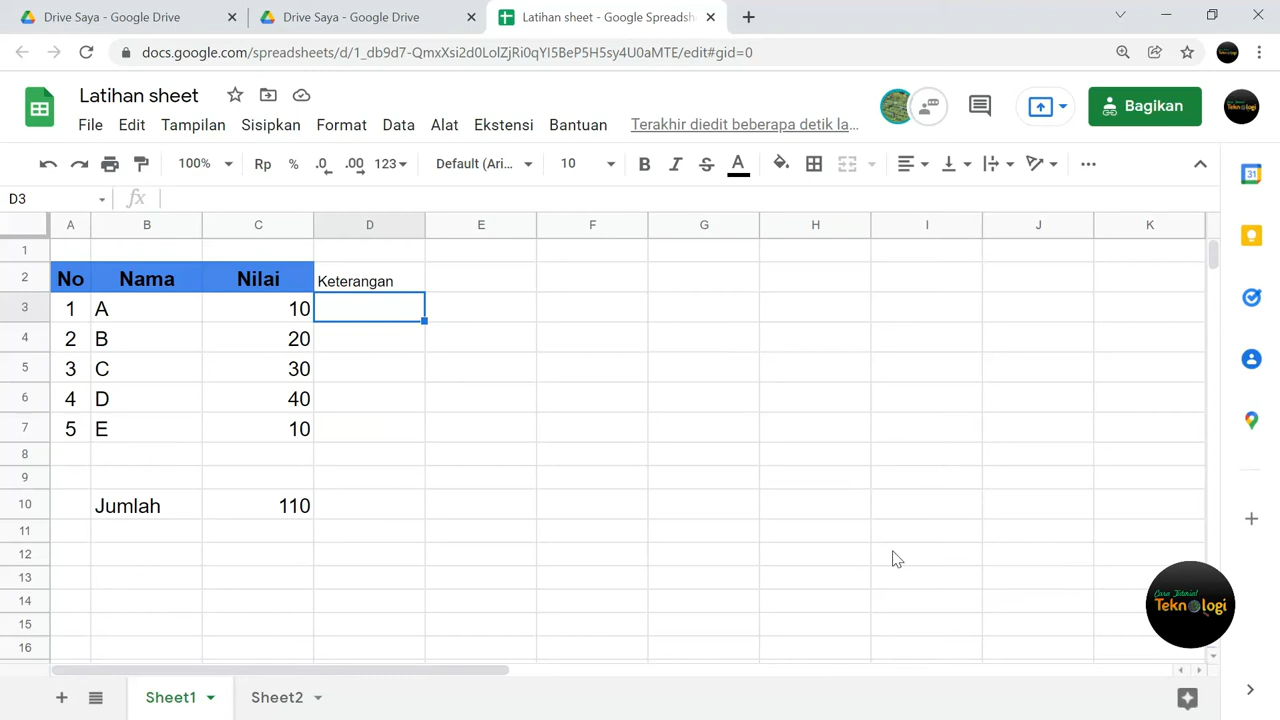 Drive Saya - Google Drive
Drive Saya - Google Drive
Latihan sheet - Google Spreadsh
docs.google.com/spreadsheets/d/1_db9d7-QmxXsi2d0LolZjRi0qYI5BeP5H5sy4U0aMTE/edit#gid=0
Latihan sheet
File Edit Tampilan Sisipkan Format Data Alat Ekstensi Bantuan Terakhir diedit beberapa detik la...
Bagikan
100% Rp % .0 .00 123 Default (Ari... 10 B I S A
31
D3 fx
A B C D E F G H I J K
1
2 No Nama Nilai Keterangan
3 1 A 10
4 2 B 20
5 3 C 30
6 4 D 40
7 5 E 10
8
9
10 Jumlah 110
11
12
13
14
15
16
Cara Tutorial
Teknologi
Sheet1 Sheet2